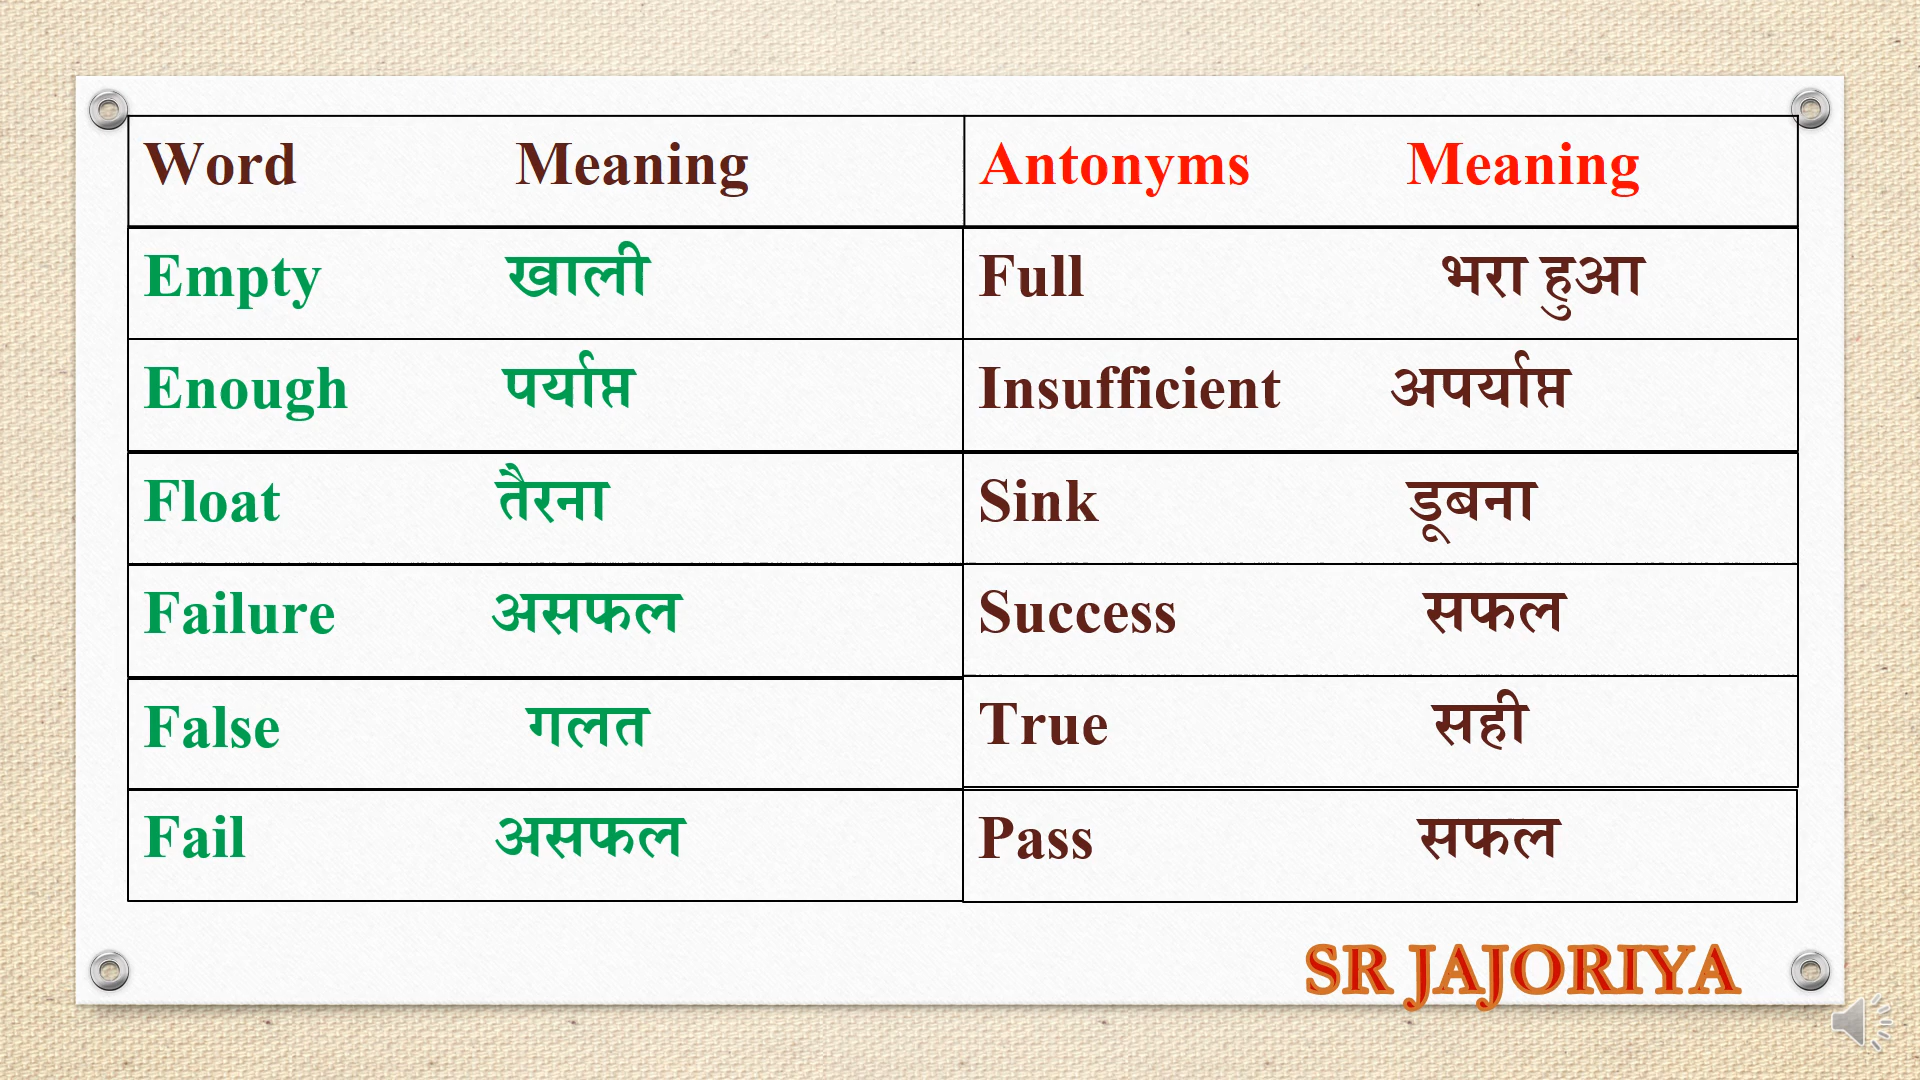 Word Meaning Antonyms Meaning
Empty खाली Full भरा हुआ
Enough पर्याप्त Insufficient अपर्याप्त
Float तैरना Sink डूबना
Failure असफल Success सफल
False गलत True सही
Fail असफल Pass सफल
SR JAJORIYA